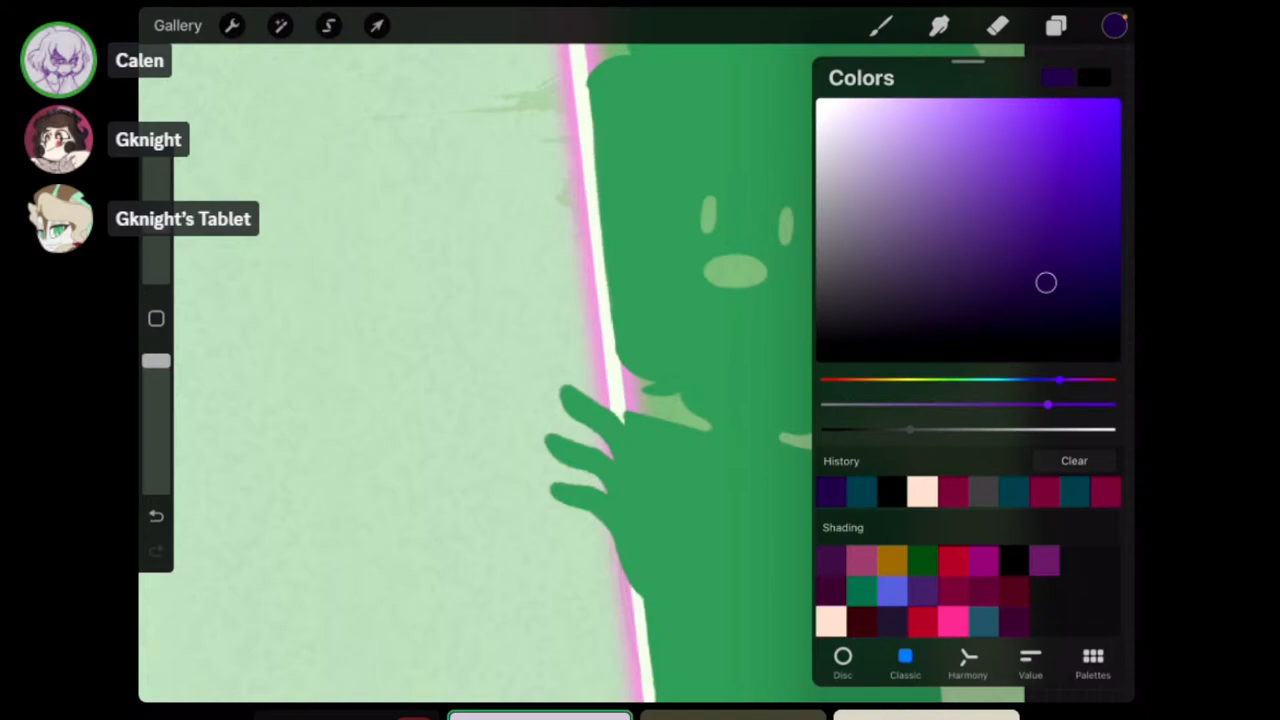 Gallery
Calen
Gknight
Gknight's Tablet
Colors
History
Clear
Shading
Disc
Classic
Harmony
Value
Palettes